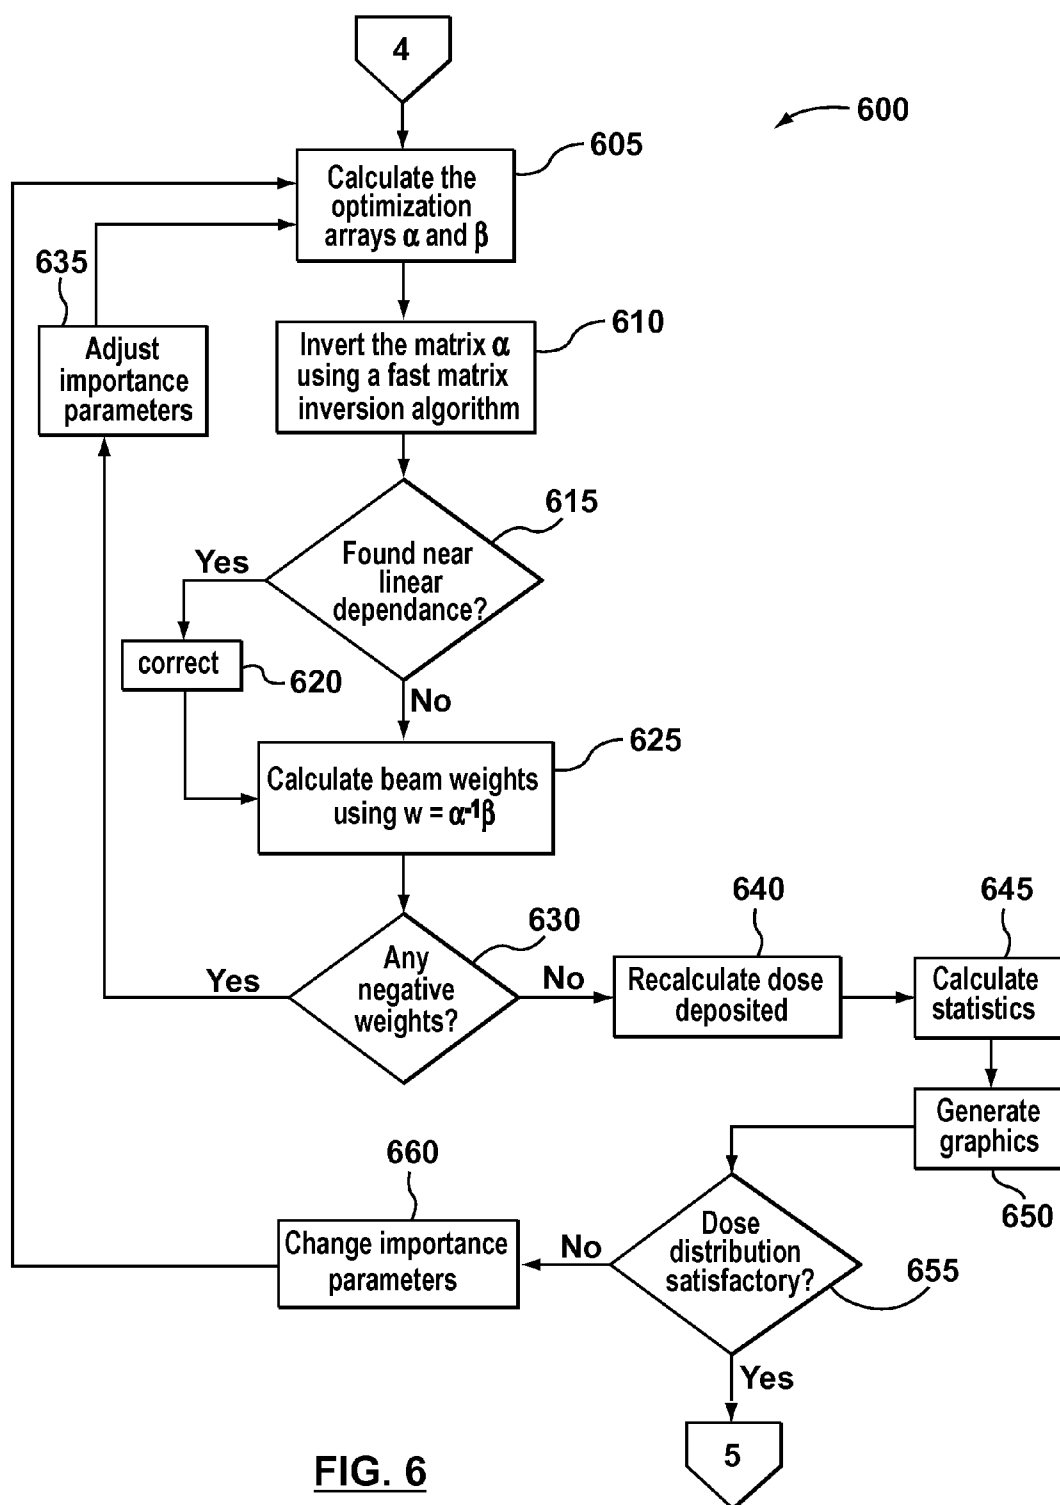 4
600
605
Calculate the
optimization
arrays α and β
635
Adjust
importance
parameters
610
Invert the matrix α
using a fast matrix
inversion algorithm
615
Found near
linear
dependance?
Yes
correct
620
No
625
Calculate beam weights
using w = α⁻¹β
630
Any
negative
weights?
Yes
No
640
Recalculate dose
deposited
645
Calculate
statistics
Generate
graphics
650
660
Change importance
parameters
No
Dose
distribution
satisfactory?
655
Yes
5
FIG. 6